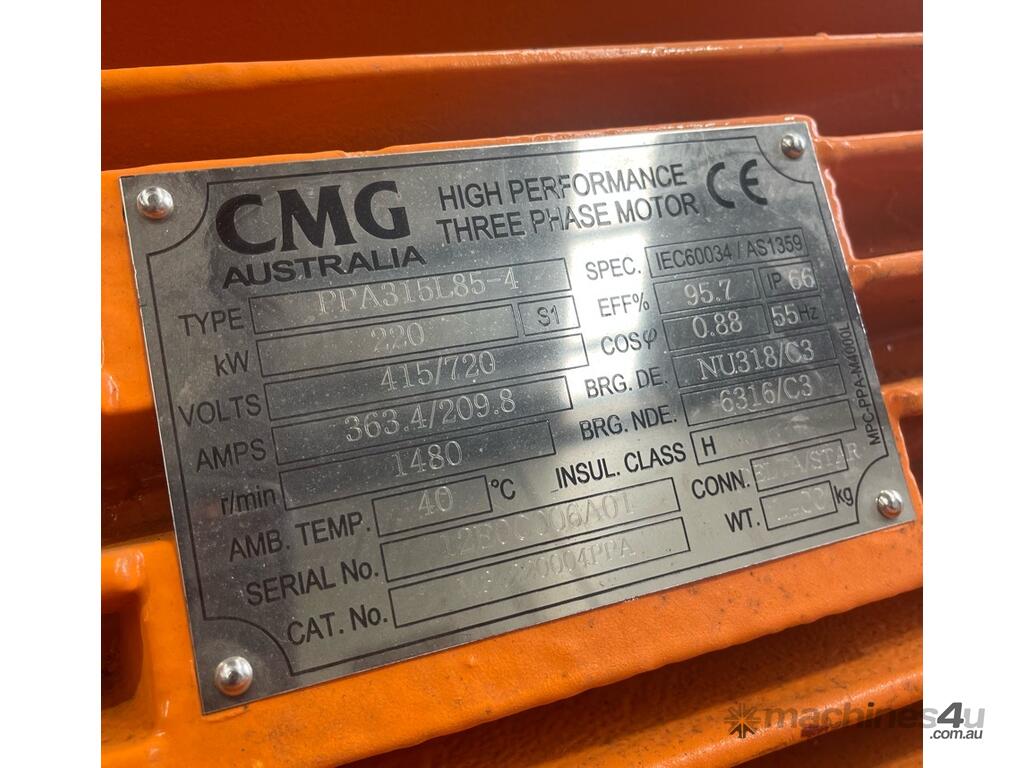 CMG
AUSTRALIA
HIGH PERFORMANCE
THREE PHASE MOTOR
CE
TYPE PPA315L85-4
SPEC. IEC60034 / AS1359
kW 220 S1
EFF% 95.7 IP 66
VOLTS 415/720
COSφ 0.88 55Hz
AMPS 363.4/209.8
BRG. DE. NU318/C3
r/min 1480
BRG. NDE. 6316/C3
AMB. TEMP. 40 °C
INSUL. CLASS H
SERIAL No.
CONN. DELTA/STAR
CAT. No.
WT. kg
MPC-PPA-M4000L
machines4u
.com.au